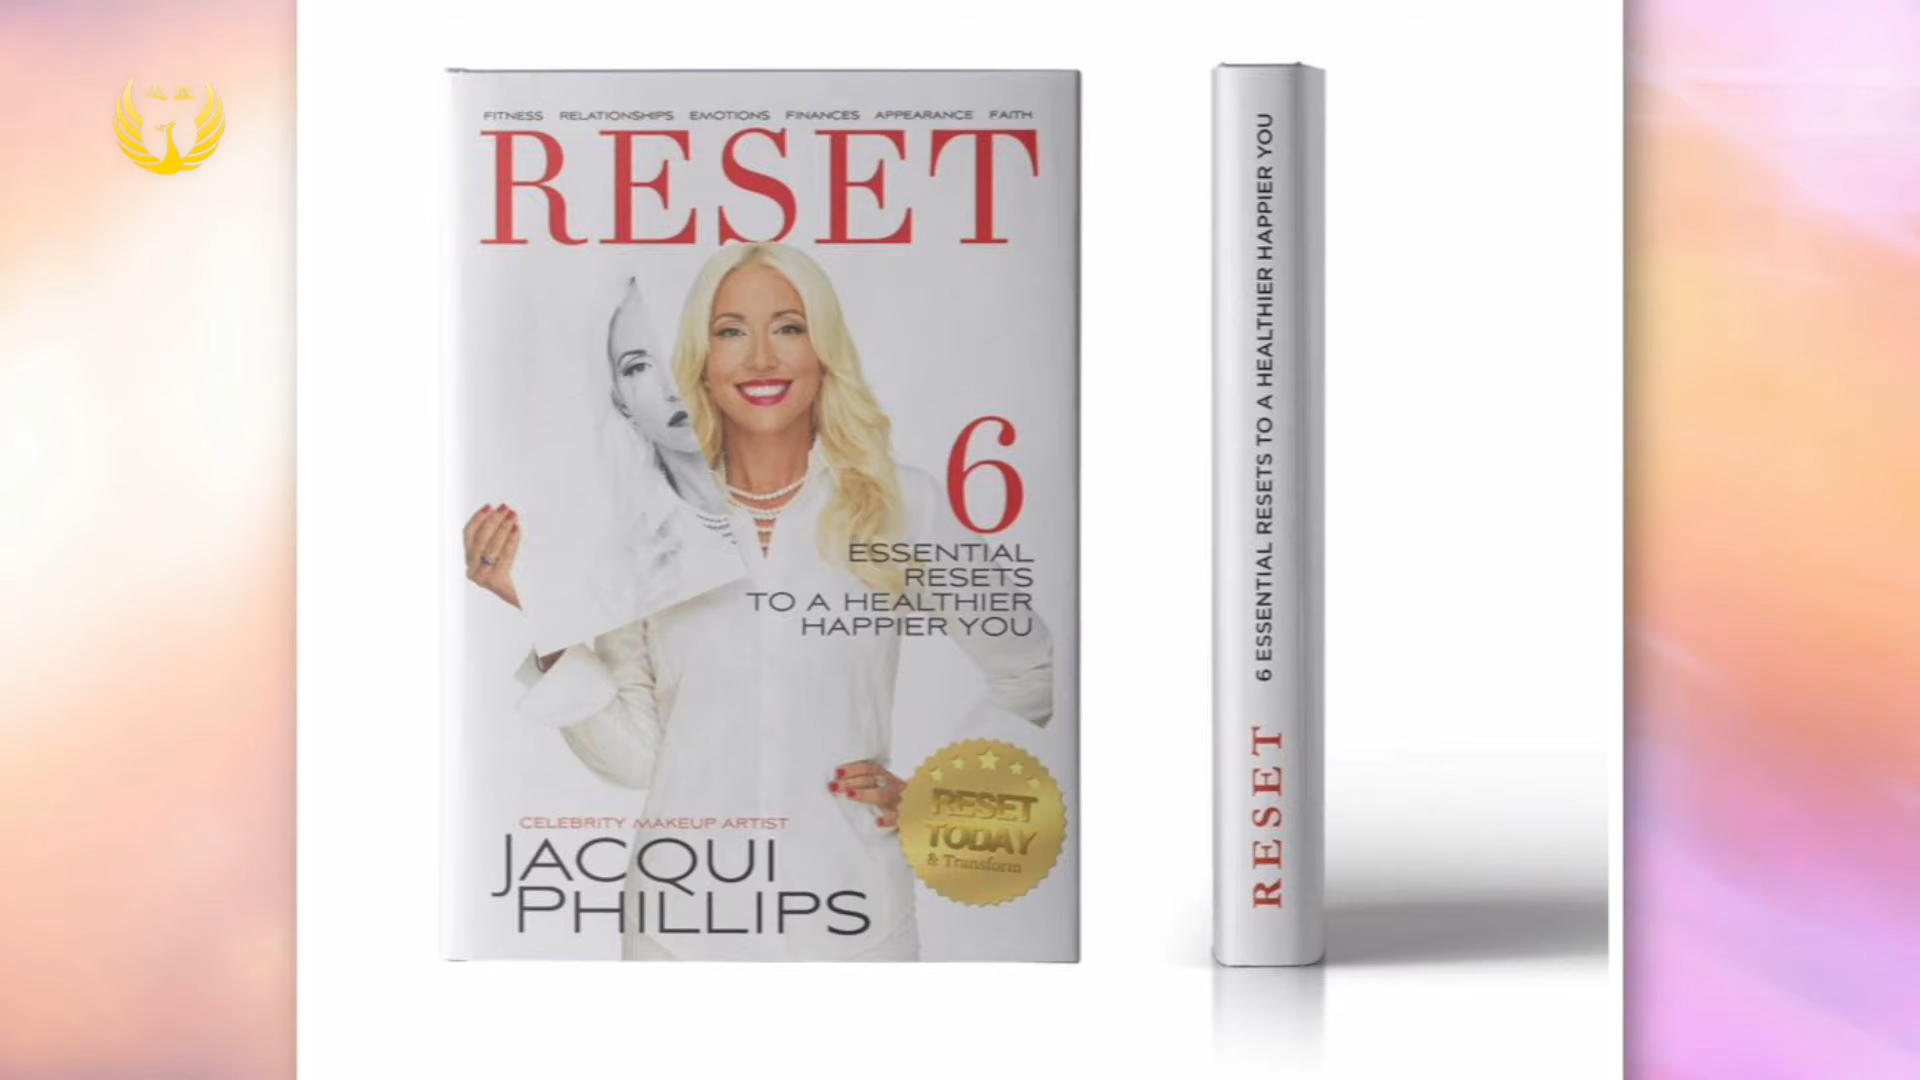 FITNESS RELATIONSHIPS EMOTIONS FINANCES APPEARANCE FAITH
RESET
6
ESSENTIAL
RESETS
TO A HEALTHIER
HAPPIER YOU
CELEBRITY MAKEUP ARTIST
JACQUI
PHILLIPS
RESET
TODAY
& Transform
RESET 6 ESSENTIAL RESETS TO A HEALTHIER HAPPIER YOU